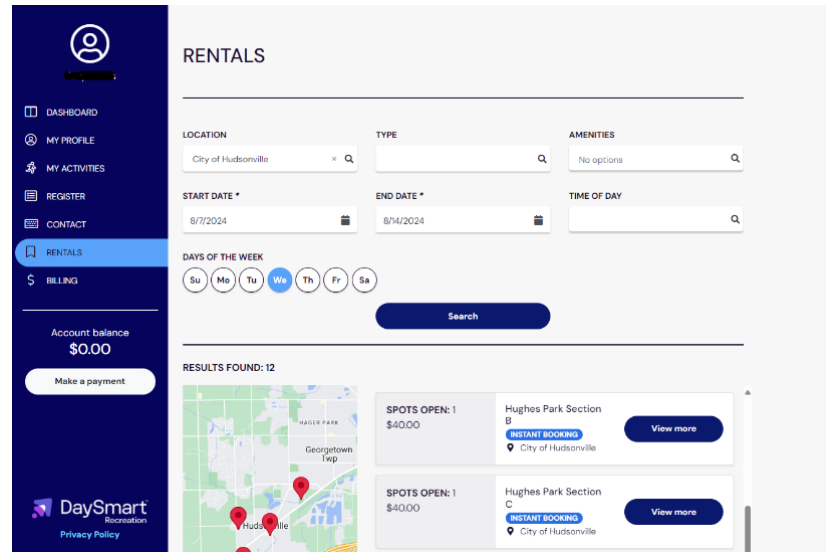 DASHBOARD
MY PROFILE
MY ACTIVITIES
REGISTER
CONTACT
RENTALS
BILLING
Account balance
$0.00
Make a payment
DaySmart
Recreation
Privacy Policy
RENTALS
LOCATION
City of Hudsonville ×
TYPE
AMENITIES
No options
START DATE *
8/7/2024
END DATE *
8/14/2024
TIME OF DAY
DAYS OF THE WEEK
Su Mo Tu We Th Fr Sa
Search
RESULTS FOUND: 12
HAGER PARK
Georgetown
Twp
SPOTS OPEN: 1
$40.00
Hughes Park Section
B
INSTANT BOOKING
City of Hudsonville
View more
SPOTS OPEN: 1
$40.00
Hughes Park Section
C
INSTANT BOOKING
City of Hudsonville
View more